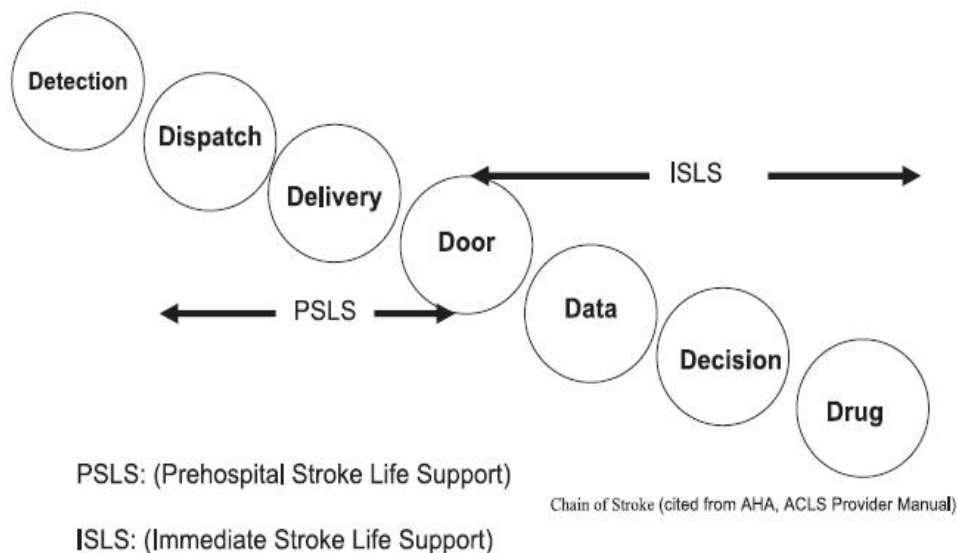 Detection
Dispatch
Delivery
ISLS
Door
PSLS
Data
Decision
Drug
PSLS: (Prehospital Stroke Life Support)
Chain of Stroke (cited from AHA, ACLS Provider Manual)
ISLS: (Immediate Stroke Life Support)